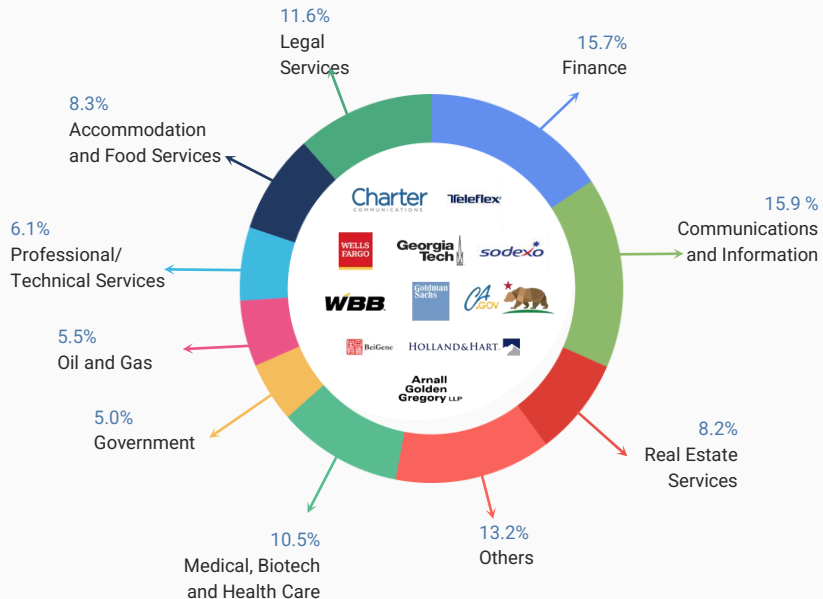 11.6%
Legal
Services
15.7%
Finance
8.3%
Accommodation
and Food Services
15.9 %
Communications
and Information
6.1%
Professional/
Technical Services
5.5%
Oil and Gas
5.0%
Government
8.2%
Real Estate
Services
10.5%
Medical, Biotech
and Health Care
13.2%
Others
Charter
COMMUNICATIONS
Teleflex
WELLS
FARGO
Georgia
Tech
sodexo
WBB
Goldman
Sachs
CA
.GOV
BeiGene
HOLLAND&HART
Arnall
Golden
Gregory LLP